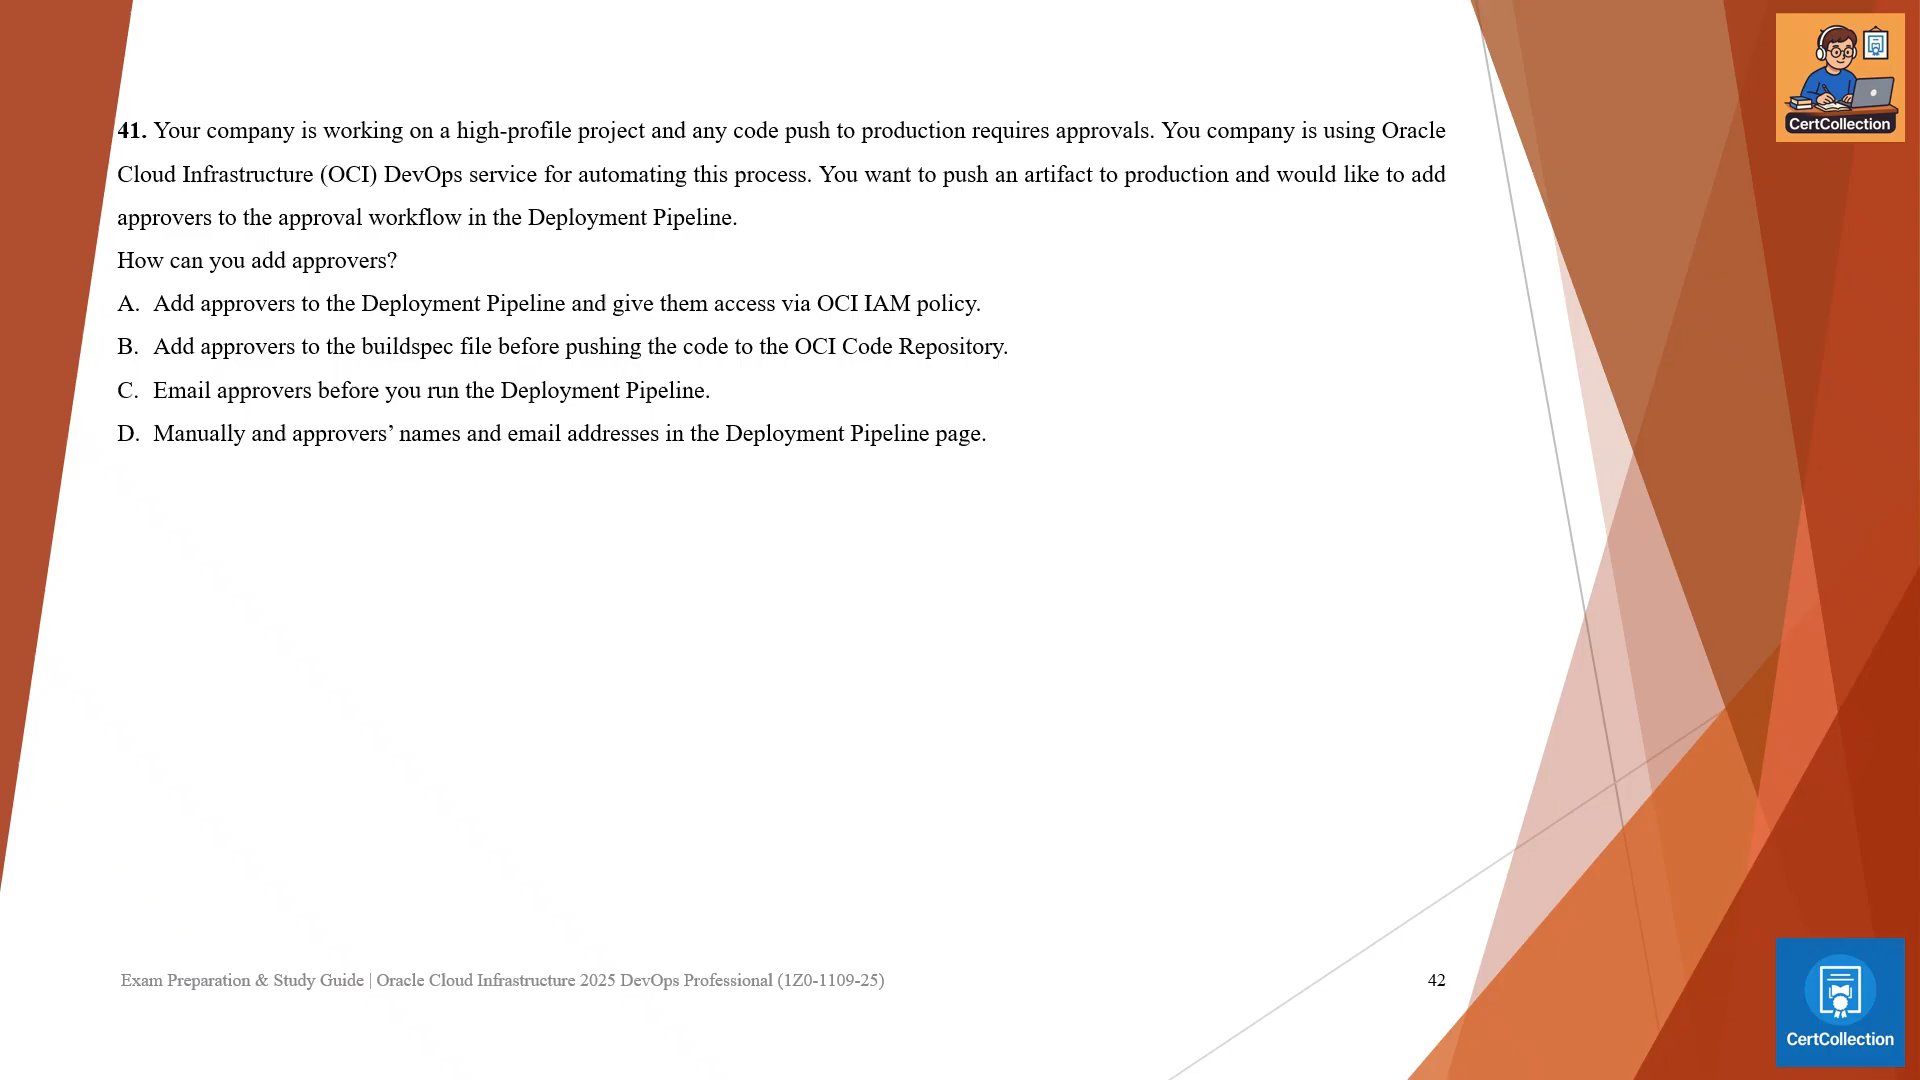 CertCollection
41. Your company is working on a high-profile project and any code push to production requires approvals. You company is using Oracle
Cloud Infrastructure (OCI) DevOps service for automating this process. You want to push an artifact to production and would like to add
approvers to the approval workflow in the Deployment Pipeline.
How can you add approvers?
A. Add approvers to the Deployment Pipeline and give them access via OCI IAM policy.
B. Add approvers to the buildspec file before pushing the code to the OCI Code Repository.
C. Email approvers before you run the Deployment Pipeline.
D. Manually and approvers’ names and email addresses in the Deployment Pipeline page.
Exam Preparation & Study Guide | Oracle Cloud Infrastructure 2025 DevOps Professional (1Z0-1109-25)
42
CertCollection